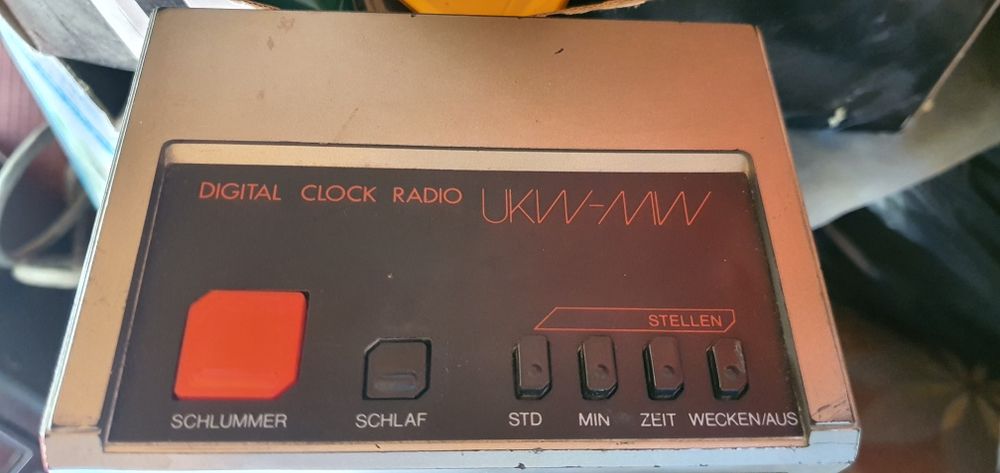 DIGITAL CLOCK RADIO UKW-MW
STELLEN
SCHLUMMER SCHLAF STD MIN ZEIT WECKEN/AUS